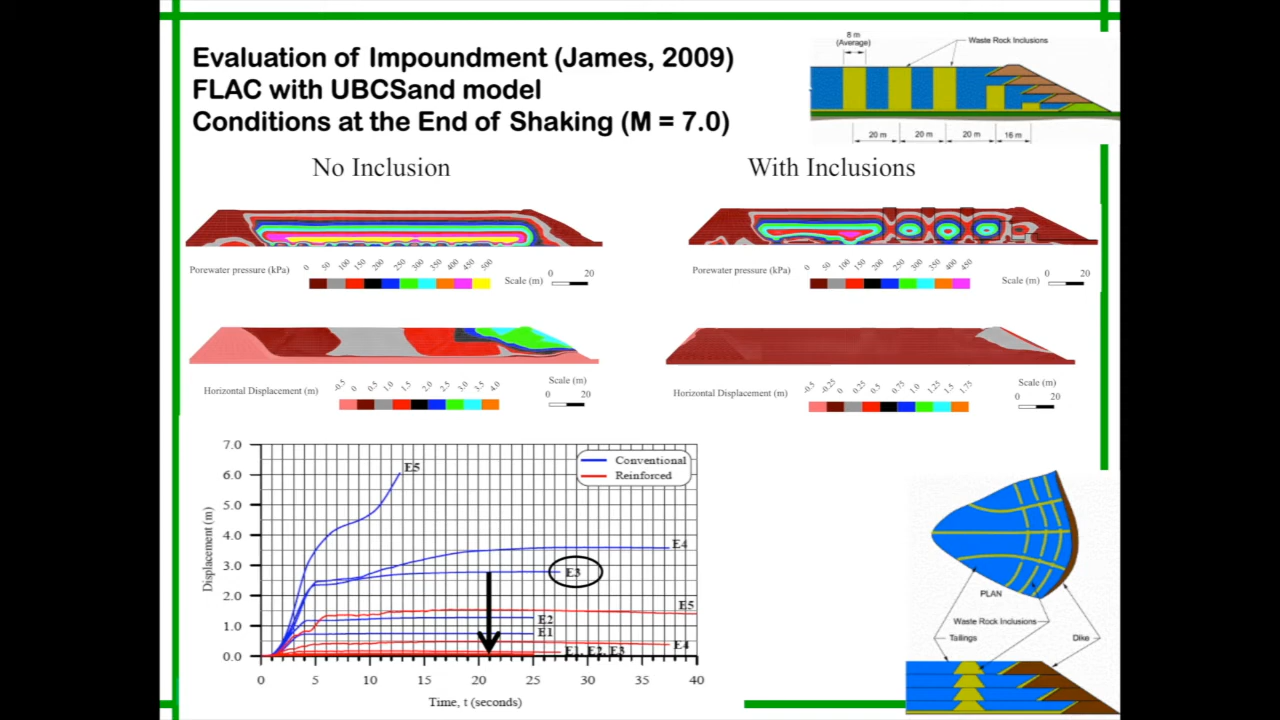 Evaluation of Impoundment (James, 2009)
FLAC with UBCSand model
Conditions at the End of Shaking (M = 7.0)
8 m
(Average)
Waste Rock Inclusions
20 m
20 m
20 m
16 m
No Inclusion
With Inclusions
Porewater pressure (kPa)
0 50 100 150 200 250 300 350 400 450 500
Scale (m)
0 20
Porewater pressure (kPa)
0 50 100 150 200 250 300 350 400 450
Scale (m)
0 20
Horizontal Displacement (m)
-0.5 0 0.5 1.0 1.5 2.0 2.5 3.0 3.5 4.0
Scale (m)
0 20
Horizontal Displacement (m)
-0.5 -0.25 0 0.25 0.5 0.75 1.0 1.25 1.5 1.75
Scale (m)
0 20
Displacement (m)
7.0
6.0
5.0
4.0
3.0
2.0
1.0
0.0
Conventional
Reinforced
E5
E4
E3
E5
E2
E1
E4
E1, E2, E3
0 5 10 15 20 25 30 35 40
Time, t (seconds)
PLAN
Waste Rock Inclusions
Tailings
Dike